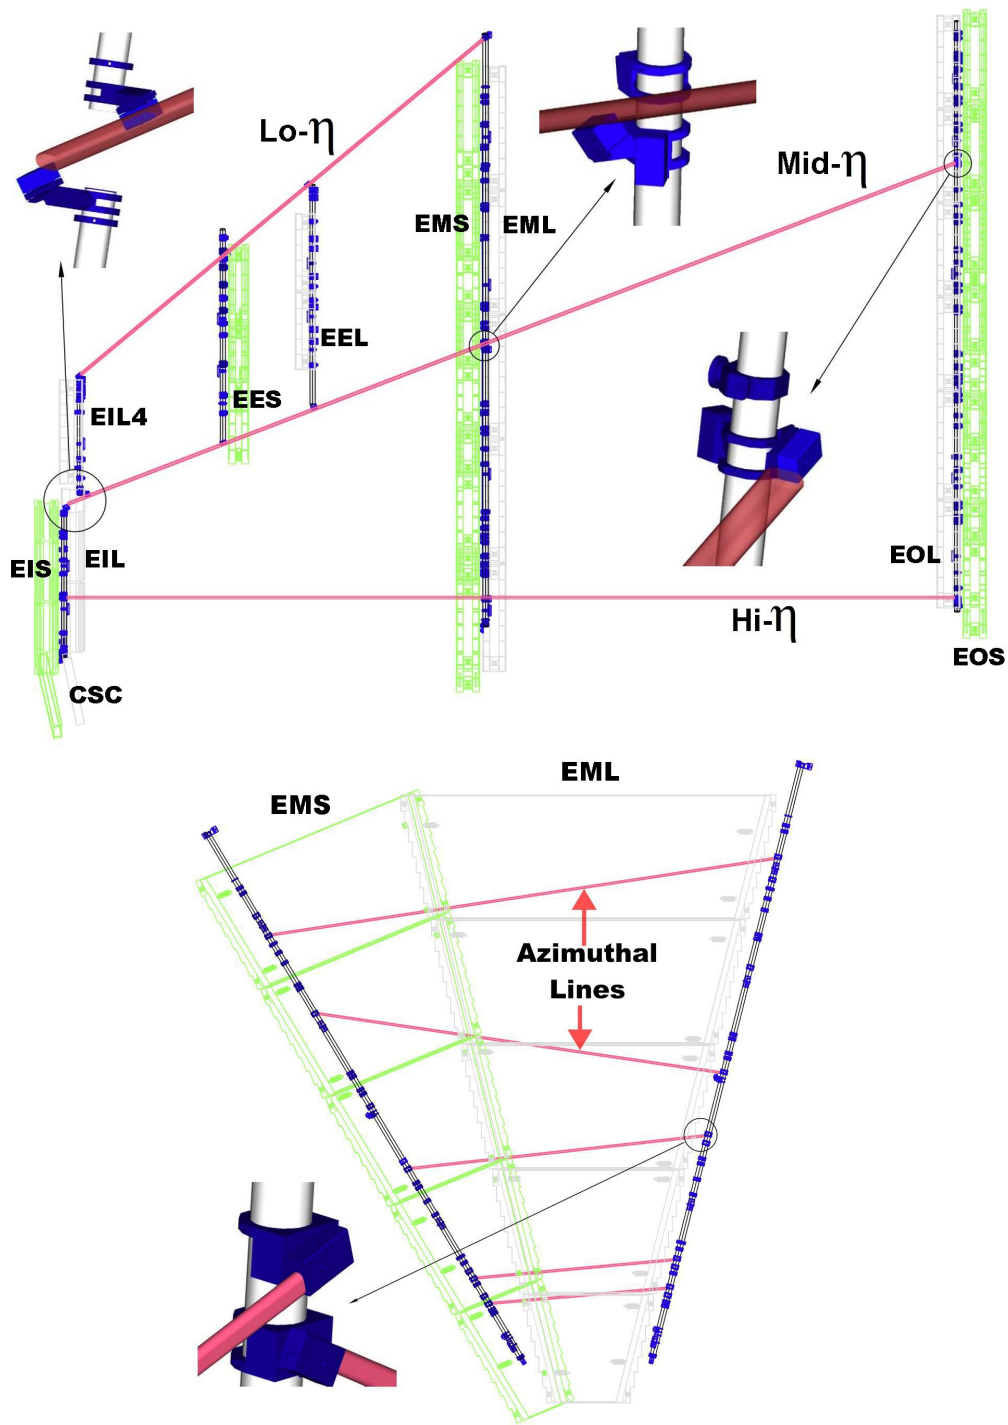 Lo-η
Mid-η
EMS
EML
EEL
EES
EIL4
EIL
EIS
EOL
Hi-η
EOS
CSC
EML
EMS
Azimuthal
Lines